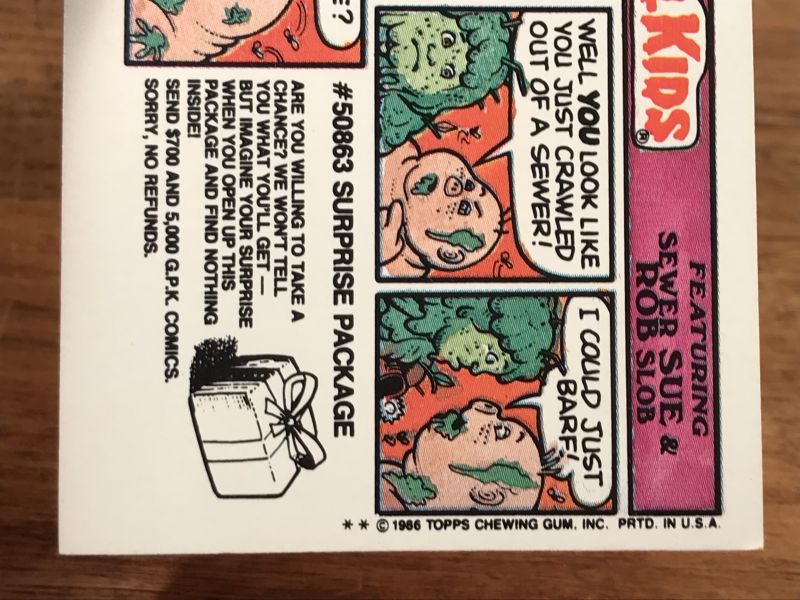 KIDS®
FEATURING
SEWER SUE &
ROB SLOB
WELL YOU LOOK LIKE
YOU JUST CRAWLED
OUT OF A SEWER!
I COULD JUST
BARF!
?
#50863 SURPRISE PACKAGE
ARE YOU WILLING TO TAKE A
CHANCE? WE WON'T TELL
YOU WHAT YOU'LL GET —
BUT IMAGINE YOUR SURPRISE
WHEN YOU OPEN UP THIS
PACKAGE AND FIND NOTHING
INSIDE!
SEND $700 AND 5,000 G.P.K. COMICS.
SORRY, NO REFUNDS.
* * © 1986 TOPPS CHEWING GUM, INC. PRTD. IN U.S.A.